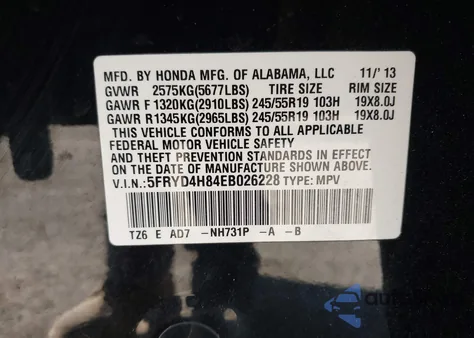 MFD. BY HONDA MFG. OF ALABAMA, LLC 11/'13
GVWR 2575KG(5677LBS) TIRE SIZE RIM SIZE
GAWR F 1320KG(2910LBS) 245/55R19 103H 19X8.0J
GAWR R1345KG(2965LBS) 245/55R19 103H 19X8.0J
THIS VEHICLE CONFORMS TO ALL APPLICABLE
FEDERAL MOTOR VEHICLE SAFETY
AND THEFT PREVENTION STANDARDS IN EFFECT
ON THE DATE OF MANUFACTURE SHOWN ABOVE.
V.I.N.:5FRYD4H84EB026228 TYPE: MPV
TZ6 E AD7 -NH731P -A -B